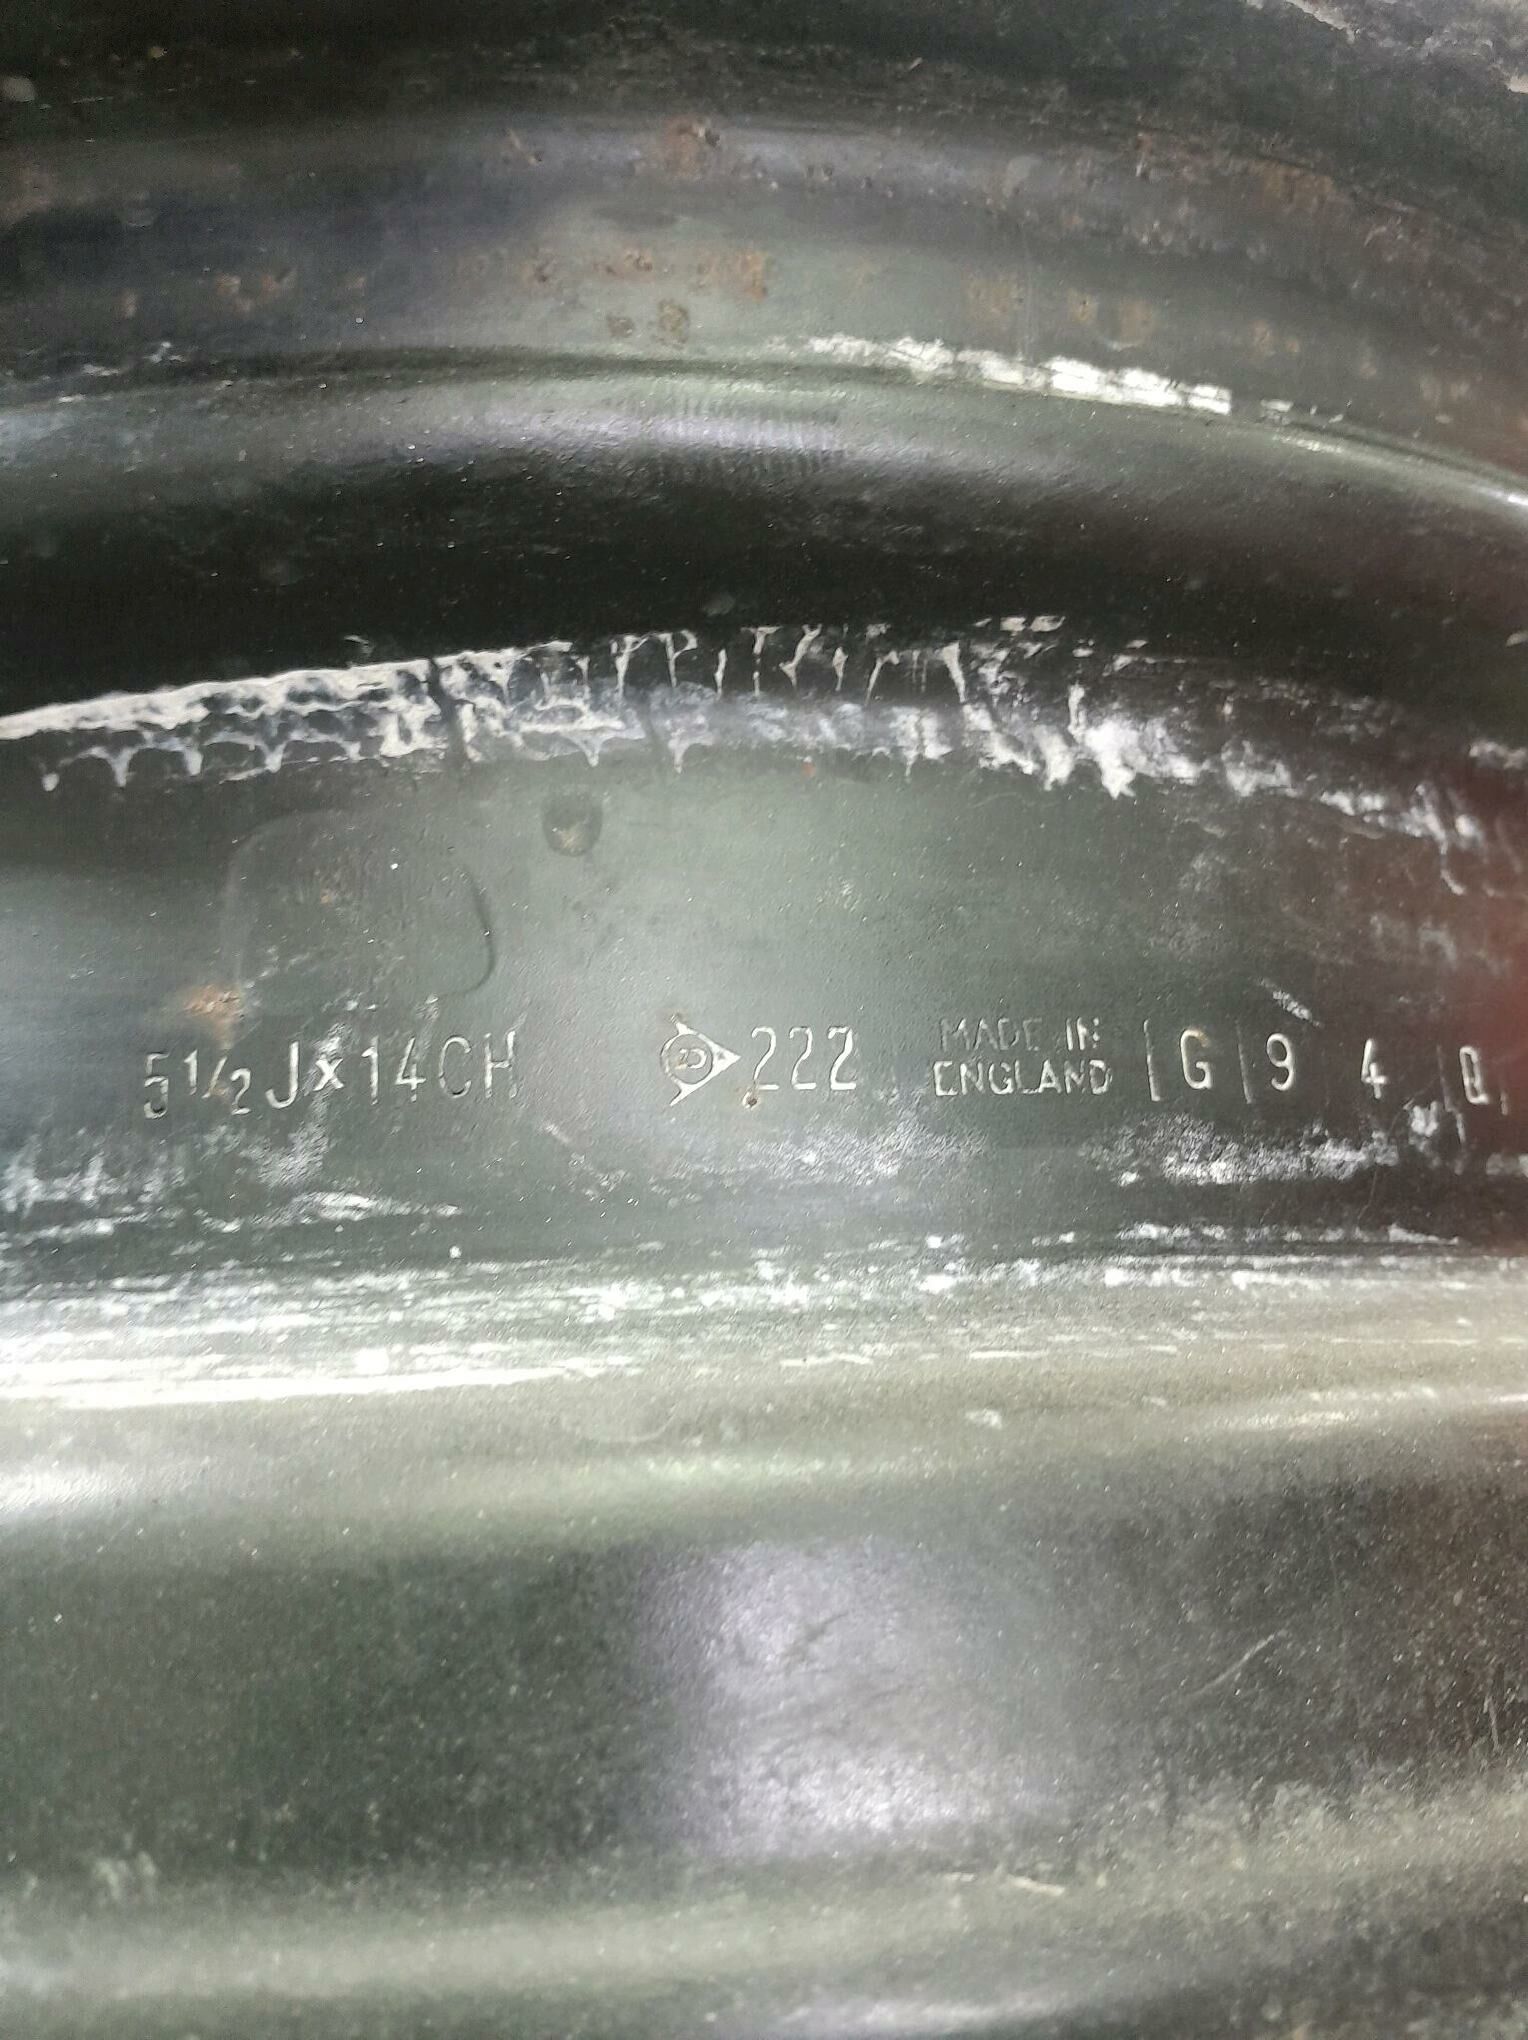 5½Jx14CH D 222 MADE IN
ENGLAND |G|9 4